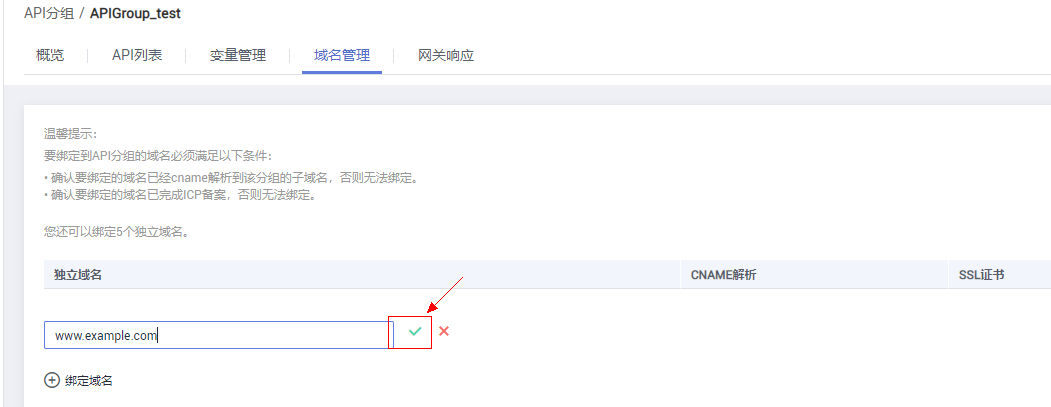 API分组 / APIGroup_test
概览 API列表 变量管理 域名管理 网关响应
温馨提示：
要绑定到API分组的域名必须满足以下条件：
• 确认要绑定的域名已经cname解析到该分组的子域名，否则无法绑定。
• 确认要绑定的域名已完成ICP备案，否则无法绑定。
您还可以绑定5个独立域名。
独立域名 CNAME解析 SSL证书
www.example.com
绑定域名